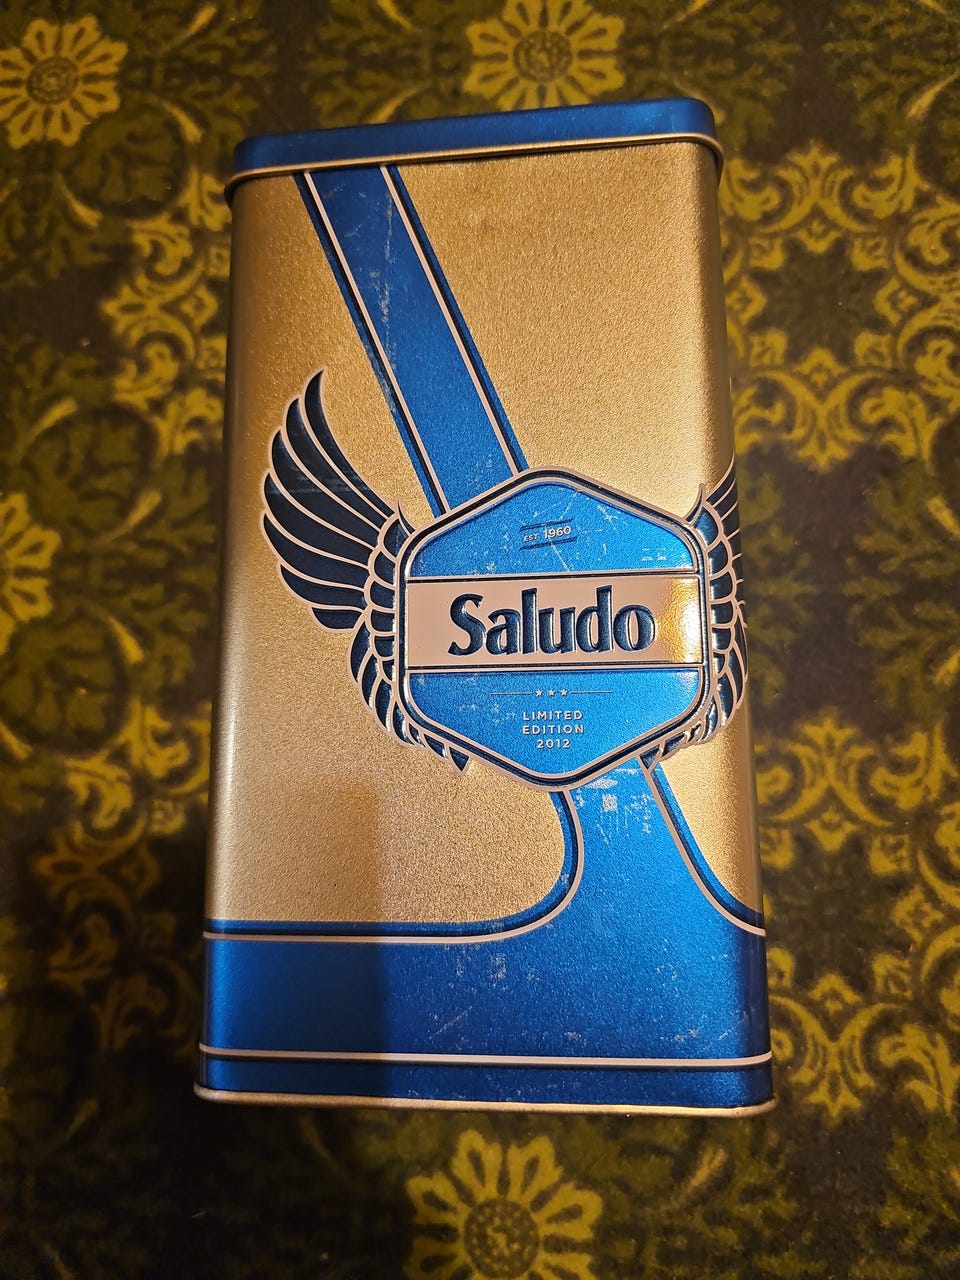 EST. 1960
Saludo
LIMITED
EDITION
2012